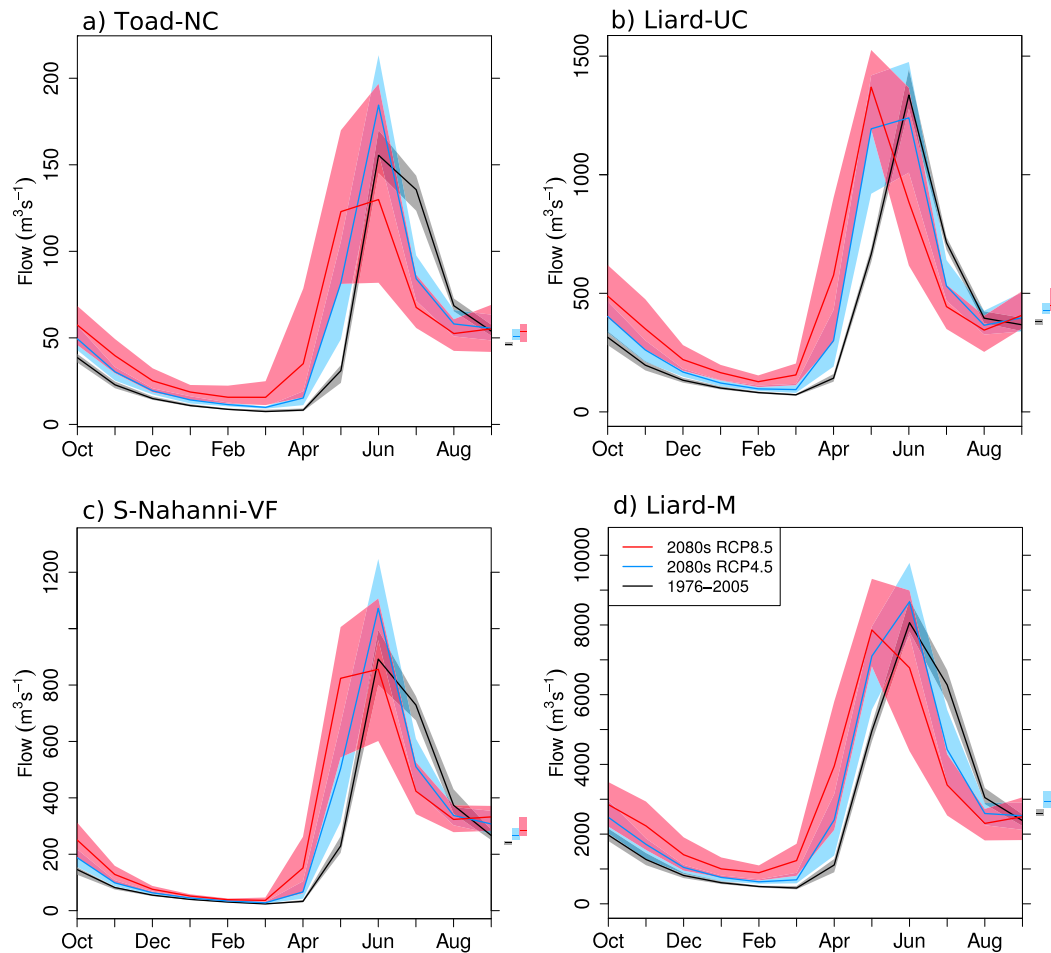 a) Toad-NC
Flow (m³s⁻¹)
200
150
100
50
0
Oct Dec Feb Apr Jun Aug
b) Liard-UC
Flow (m³s⁻¹)
1500
1000
500
0
Oct Dec Feb Apr Jun Aug
c) S-Nahanni-VF
Flow (m³s⁻¹)
1200
800
600
400
200
0
Oct Dec Feb Apr Jun Aug
d) Liard-M
2080s RCP8.5
2080s RCP4.5
1976–2005
Flow (m³s⁻¹)
10000
8000
6000
4000
2000
0
Oct Dec Feb Apr Jun Aug